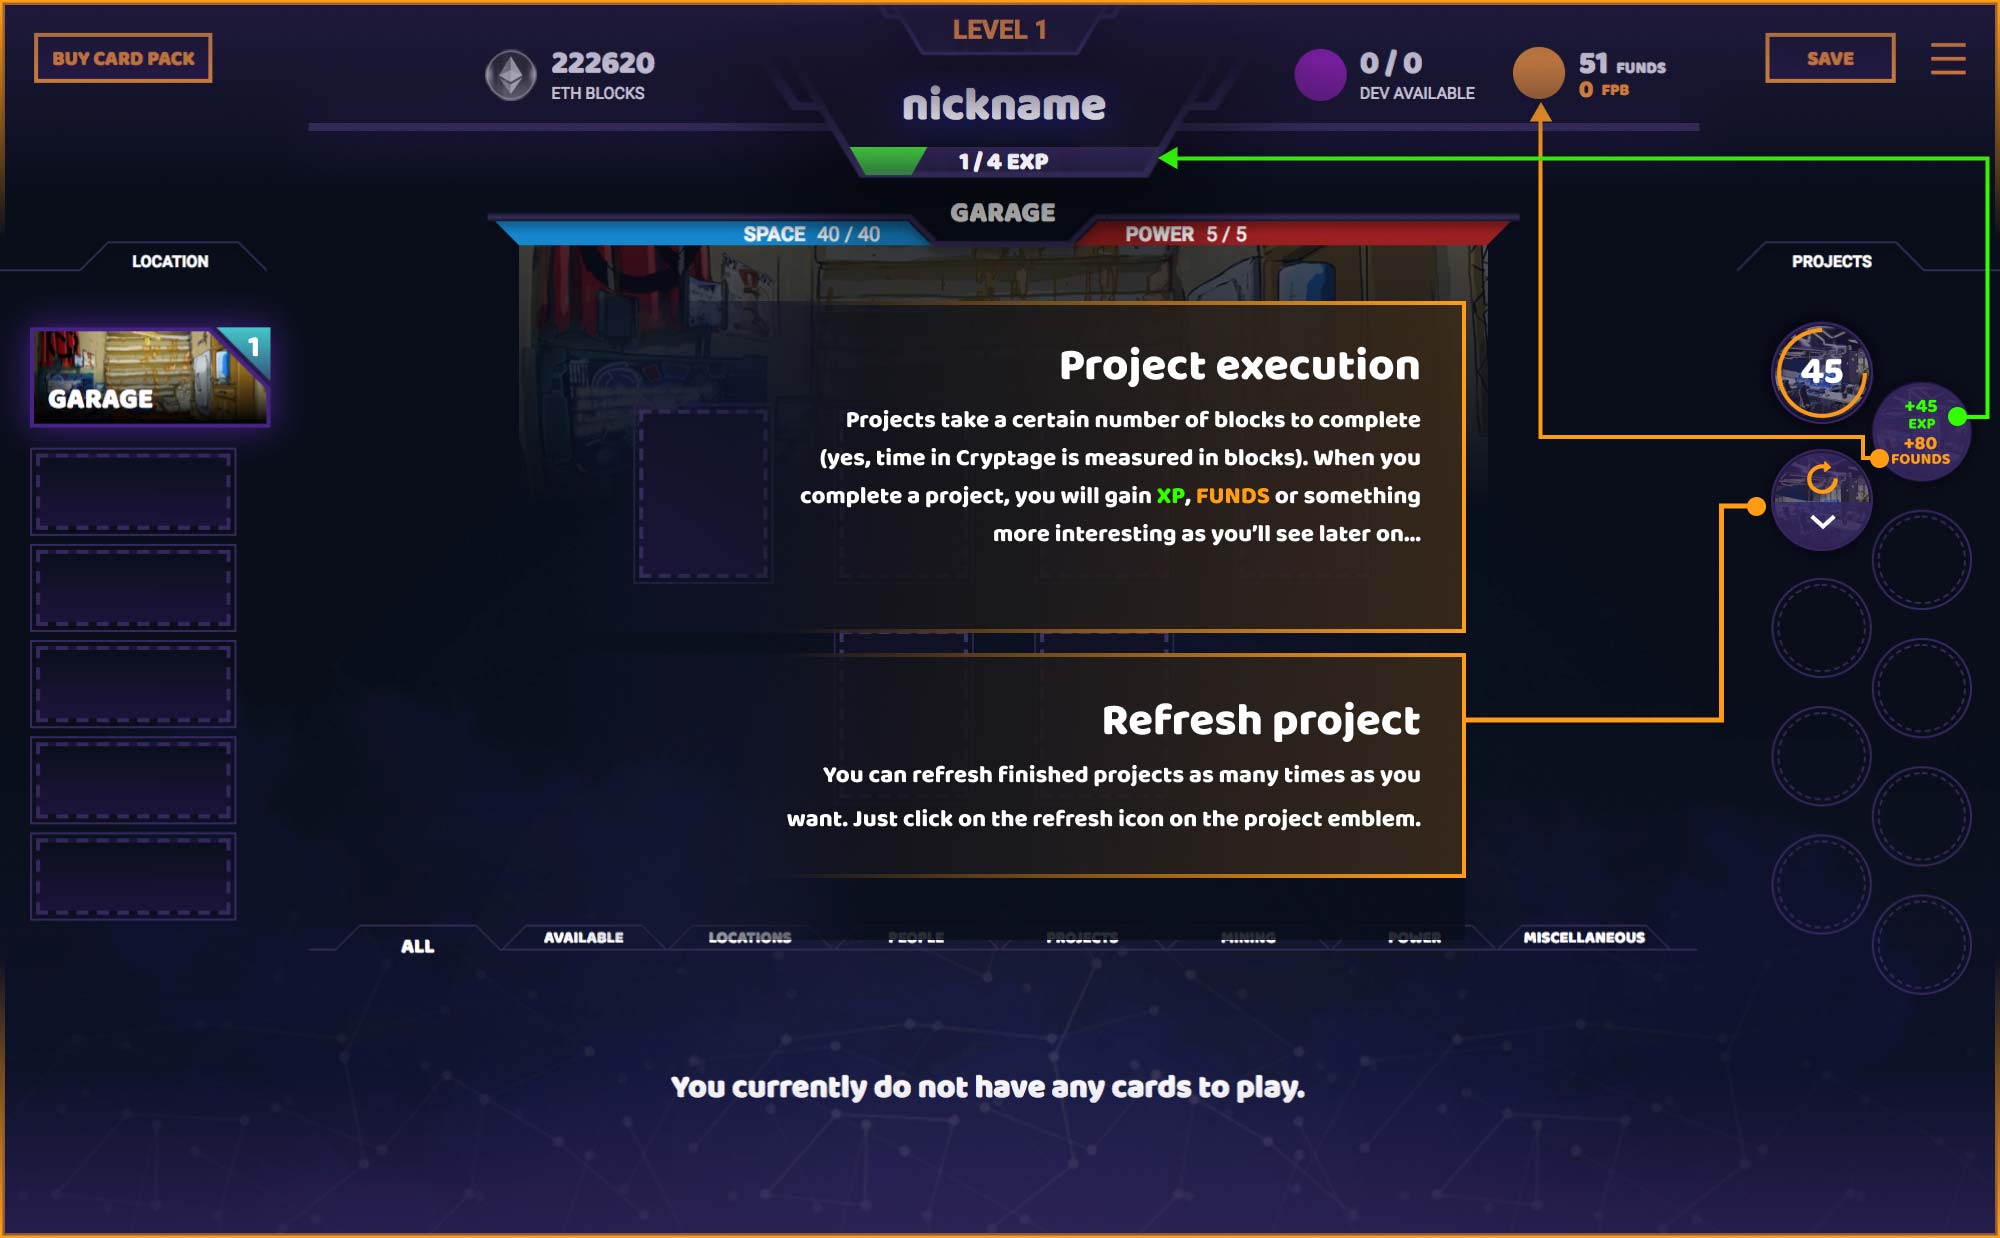 BUY CARD PACK
222620
ETH BLOCKS
LEVEL 1
nickname
1 / 4 EXP
0 / 0
DEV AVAILABLE
51 FUNDS
0 FPB
SAVE
GARAGE
SPACE 40 / 40
POWER 5 / 5
LOCATION
1
GARAGE
PROJECTS
45
+45
EXP
+80
FOUNDS
Project execution
Projects take a certain number of blocks to complete
(yes, time in Cryptage is measured in blocks). When you
complete a project, you will gain XP, FUNDS or something
more interesting as you'll see later on...
Refresh project
You can refresh finished projects as many times as you
want. Just click on the refresh icon on the project emblem.
ALL
AVAILABLE
LOCATIONS
PEOPLE
PROJECTS
MINING
POWER
MISCELLANEOUS
You currently do not have any cards to play.